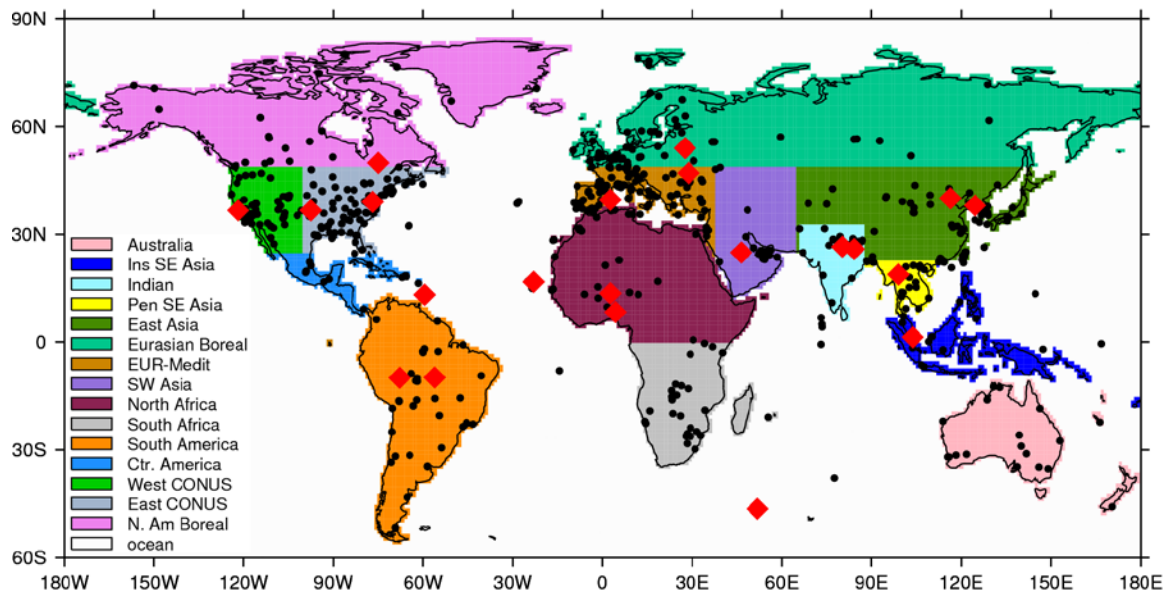 90N
60N
30N
0
30S
60S
Australia
Ins SE Asia
Indian
Pen SE Asia
East Asia
Eurasian Boreal
EUR-Medit
SW Asia
North Africa
South Africa
South America
Ctr. America
West CONUS
East CONUS
N. Am Boreal
ocean
180W 150W 120W 90W 60W 30W 0 30E 60E 90E 120E 150E 180E